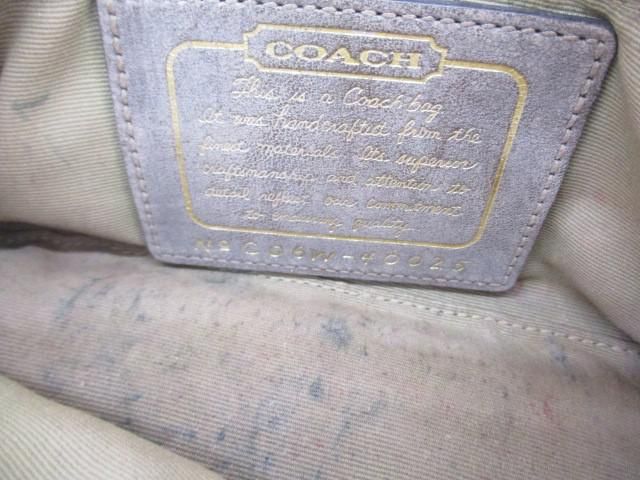 COACH
This is a Coach bag
It was handcrafted from the
finest materials. Its superior
craftsmanship and attention to
detail reflect our commitment
to enduring quality.
No C06W-40025